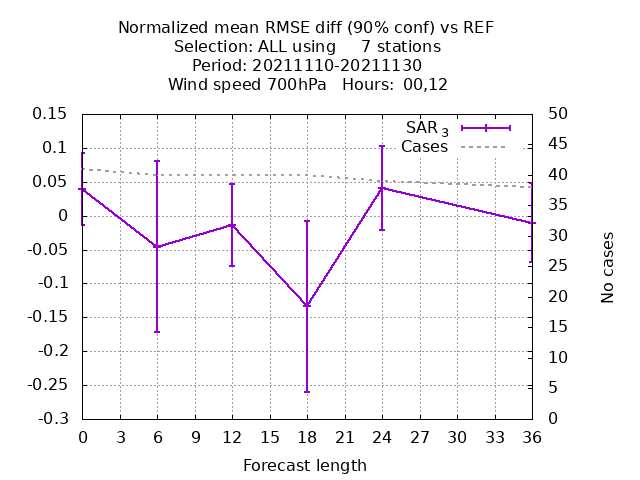 Normalized mean RMSE diff (90% conf) vs REF
Selection: ALL using     7 stations
Period: 20211110-20211130
Wind speed 700hPa   Hours:  00,12
0.15
0.1
0.05
0
-0.05
-0.1
-0.15
-0.2
-0.25
-0.3
SAR 3
Cases
50
45
40
35
30
25
20
15
10
5
0
No cases
0 3 6 9 12 15 18 21 24 27 30 33 36
Forecast length